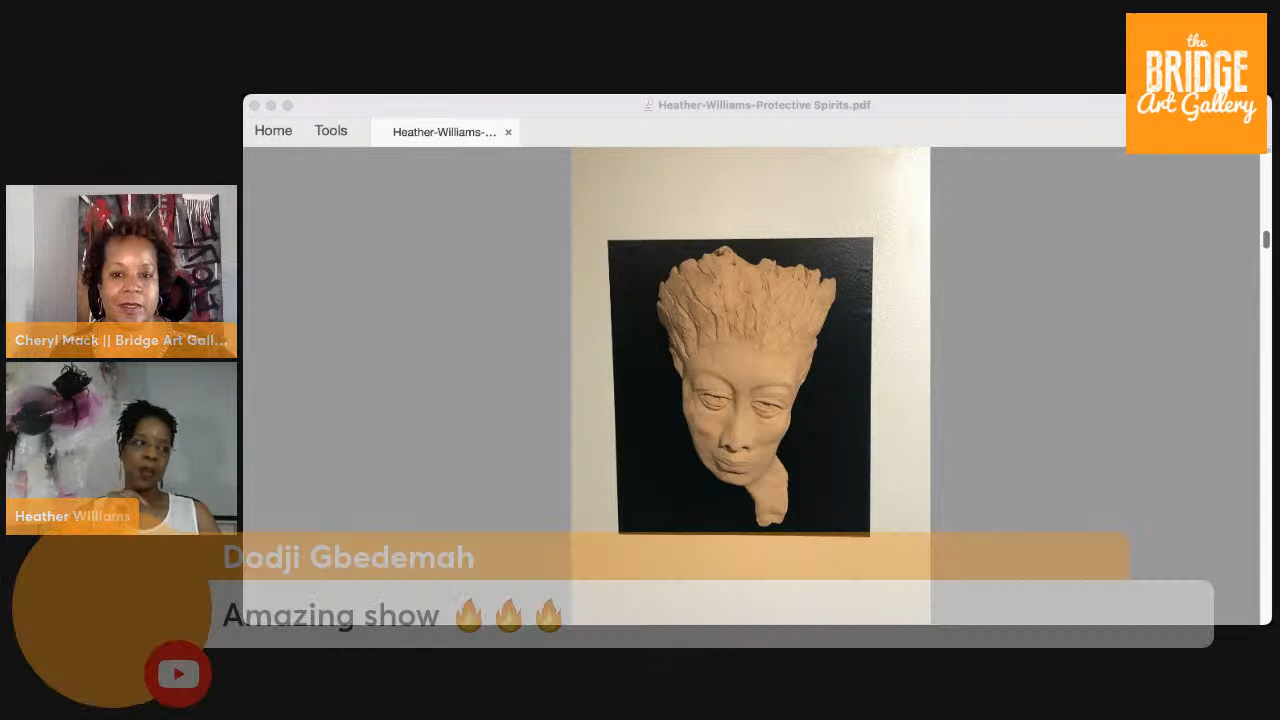 the
BRIDGE
Art Gallery
Heather-Williams-Protective Spirits.pdf
Home Tools Heather-Williams-... ×
Cheryl Mack || Bridge Art Gall...
Heather Williams
Dodji Gbedemah
Amazing show 🔥🔥🔥